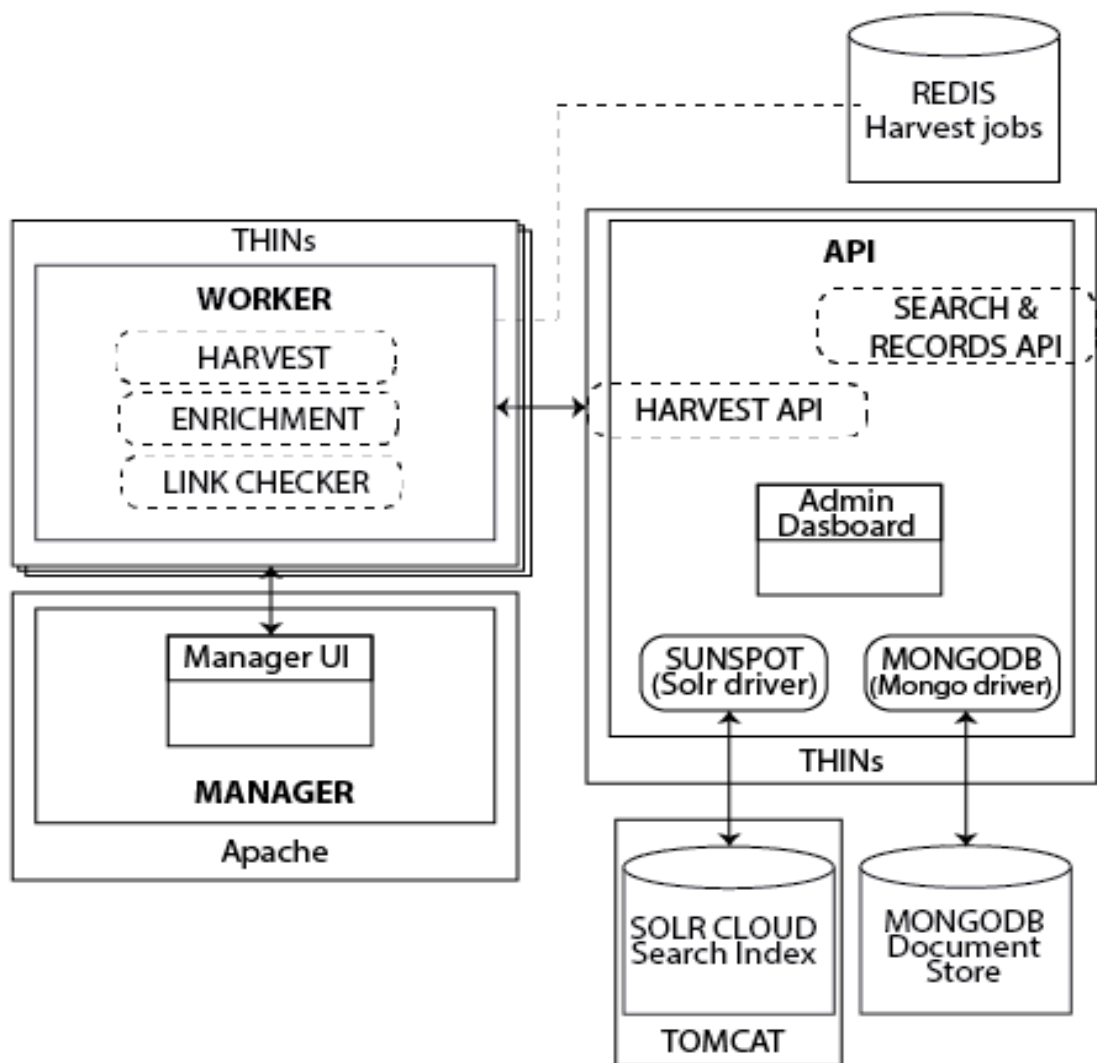 REDIS
Harvest jobs
THINs
WORKER
HARVEST
ENRICHMENT
LINK CHECKER
Manager UI
MANAGER
Apache
API
SEARCH &
RECORDS API
HARVEST API
Admin
Dasboard
SUNSPOT
(Solr driver)
MONGODB
(Mongo driver)
THINs
SOLR CLOUD
Search Index
TOMCAT
MONGODB
Document
Store